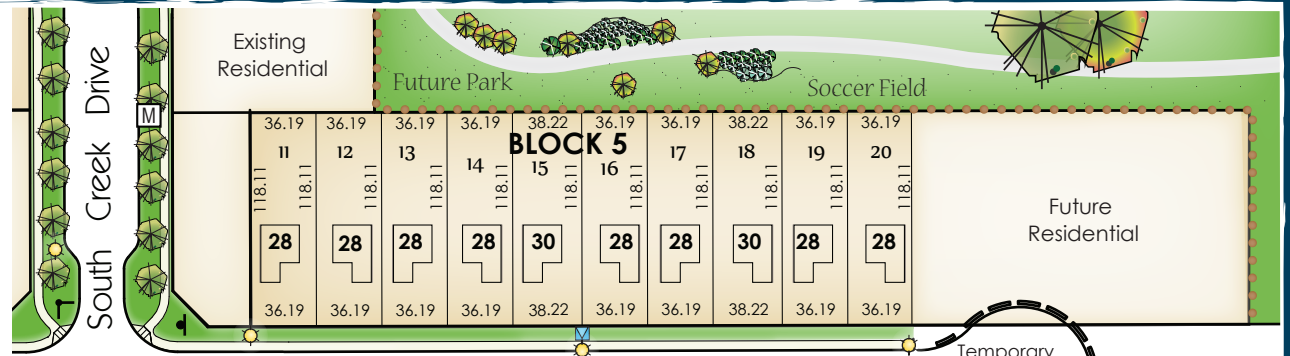 Existing
Residential
Future Park
Soccer Field
South Creek Drive
M
36.19 36.19 36.19 36.19 38.22 36.19 36.19 38.22 36.19 36.19
BLOCK 5
11 12 13 14 15 16 17 18 19 20
118.11 118.11 118.11 118.11 118.11 118.11 118.11 118.11 118.11 118.11 118.11
28 28 28 28 30 28 28 30 28 28
36.19 36.19 36.19 36.19 38.22 36.19 36.19 38.22 36.19 36.19
Future
Residential
Temporary